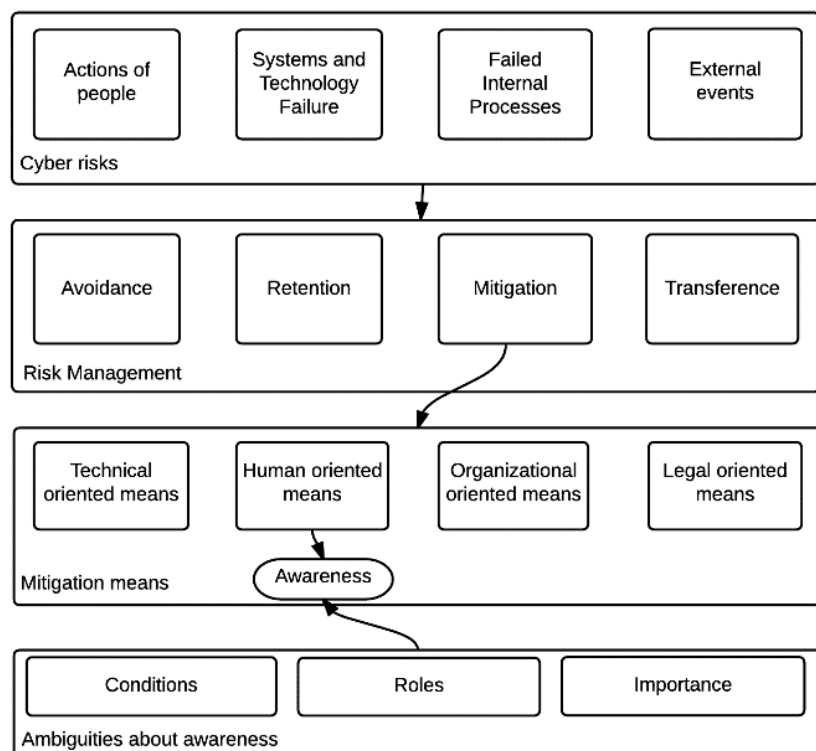 Actions of
people
Systems and
Technology
Failure
Failed
Internal
Processes
External
events
Cyber risks
Avoidance
Retention
Mitigation
Transference
Risk Management
Technical
oriented means
Human oriented
means
Organizational
oriented means
Legal oriented
means
Awareness
Mitigation means
Conditions
Roles
Importance
Ambiguities about awareness